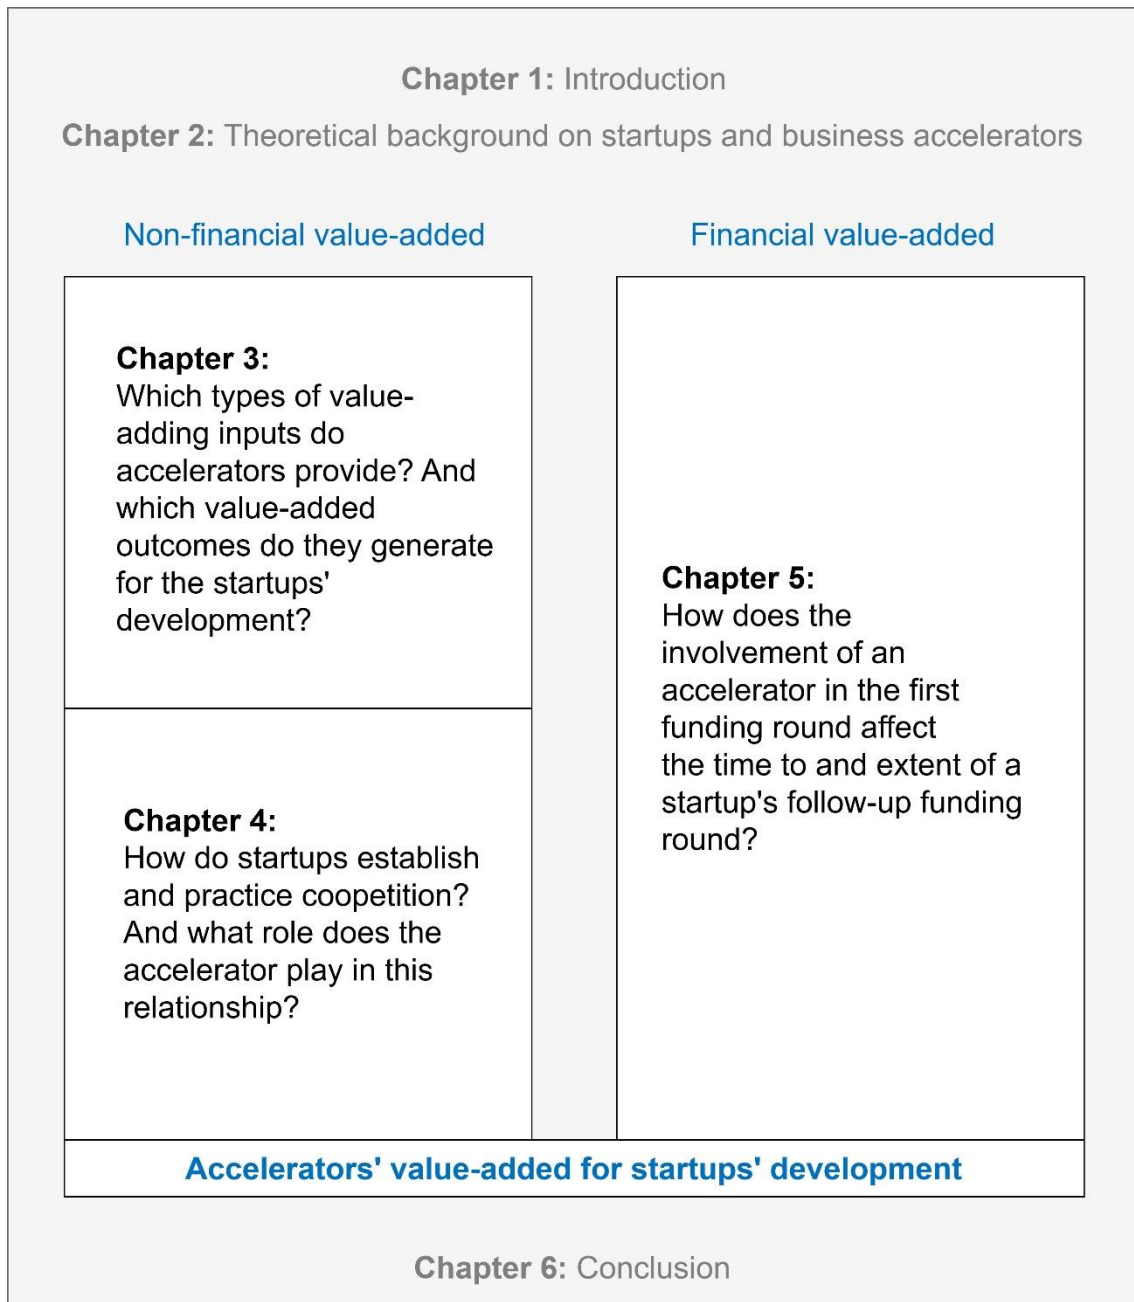 Chapter 1: Introduction
Chapter 2: Theoretical background on startups and business accelerators
Non-financial value-added
Chapter 3:
Which types of value-
adding inputs do
accelerators provide? And
which value-added
outcomes do they generate
for the startups'
development?
Chapter 4:
How do startups establish
and practice coopetition?
And what role does the
accelerator play in this
relationship?
Financial value-added
Chapter 5:
How does the
involvement of an
accelerator in the first
funding round affect
the time to and extent of a
startup's follow-up funding
round?
Accelerators' value-added for startups' development
Chapter 6: Conclusion